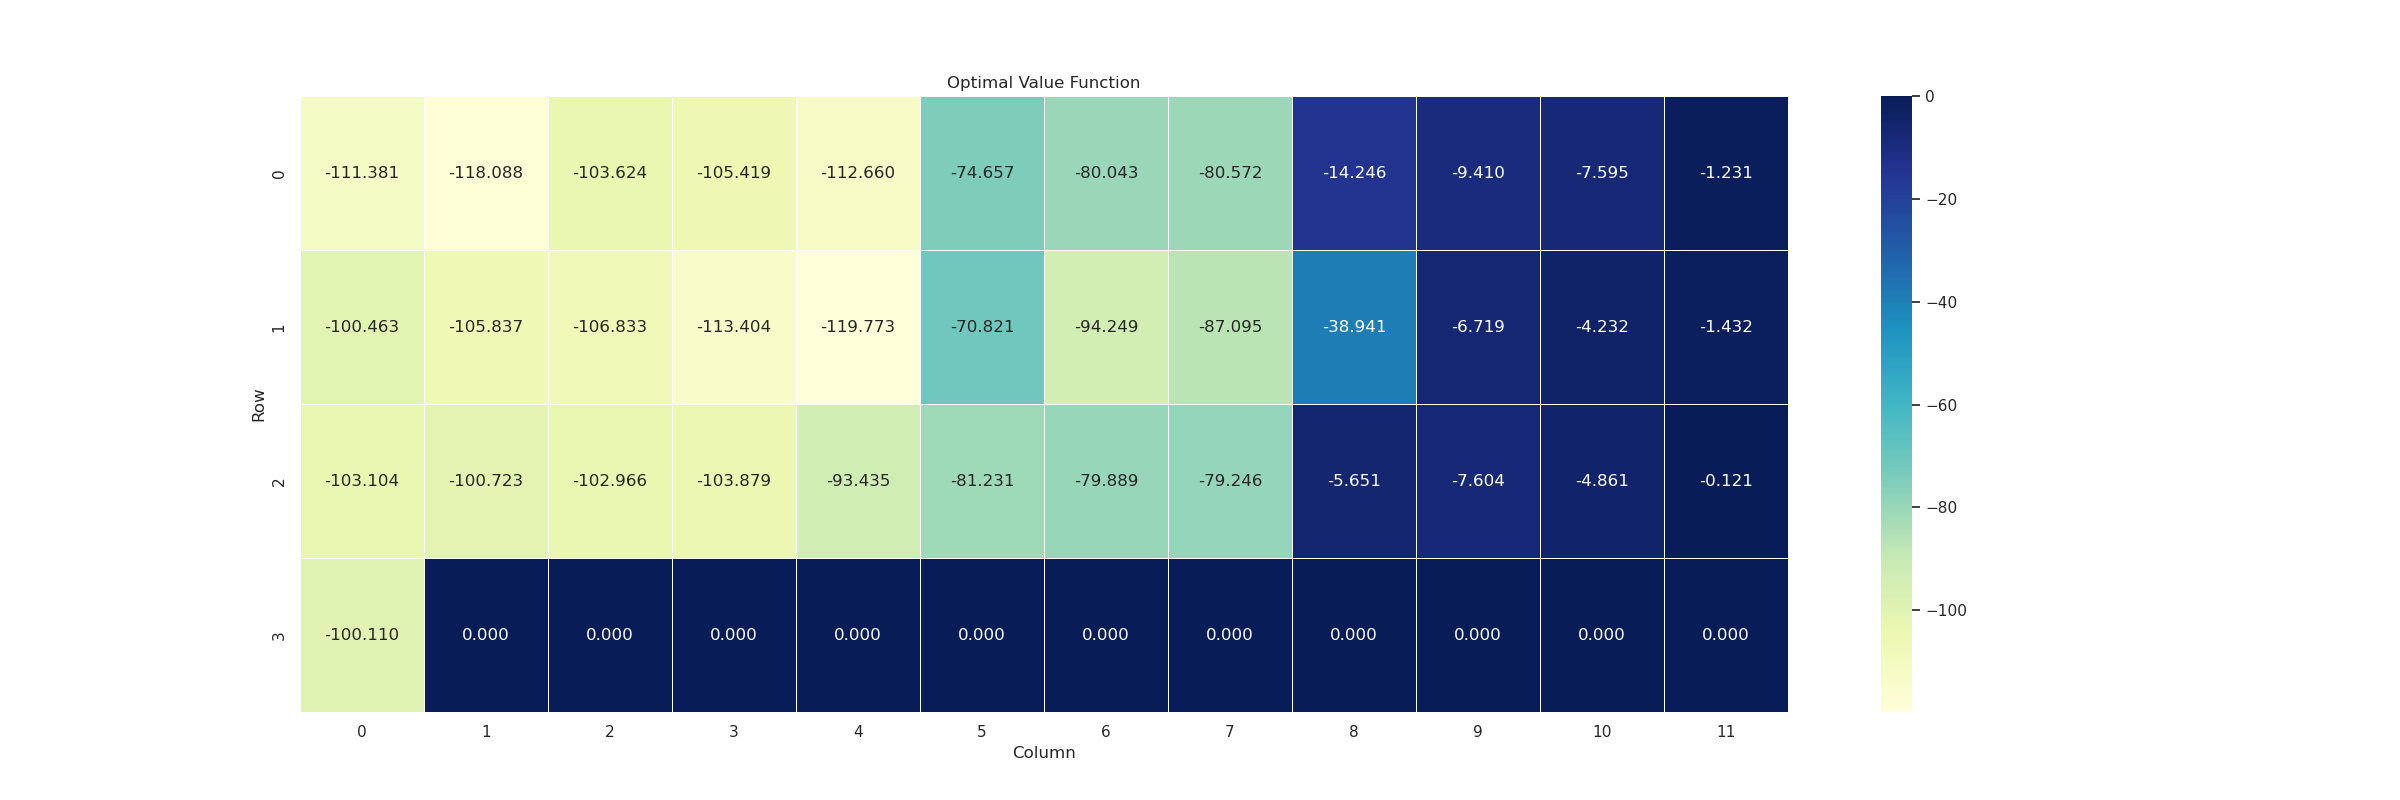 Optimal Value Function
0 -111.381 -118.088 -103.624 -105.419 -112.660 -74.657 -80.043 -80.572 -14.246 -9.410 -7.595 -1.231
1 -100.463 -105.837 -106.833 -113.404 -119.773 -70.821 -94.249 -87.095 -38.941 -6.719 -4.232 -1.432
Row
2 -103.104 -100.723 -102.966 -103.879 -93.435 -81.231 -79.889 -79.246 -5.651 -7.604 -4.861 -0.121
3 -100.110 0.000 0.000 0.000 0.000 0.000 0.000 0.000 0.000 0.000 0.000 0.000
0 1 2 3 4 5 6 7 8 9 10 11
Column
0
−20
−40
−60
−80
−100